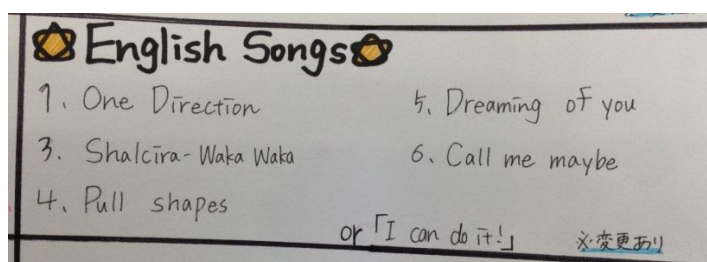 English Songs
1、One Direction
3. Shalcira-Waka Waka
4、Pull shapes
5、Dreaming of you
6、Call me maybe
or「I can do it!」
※変更あり